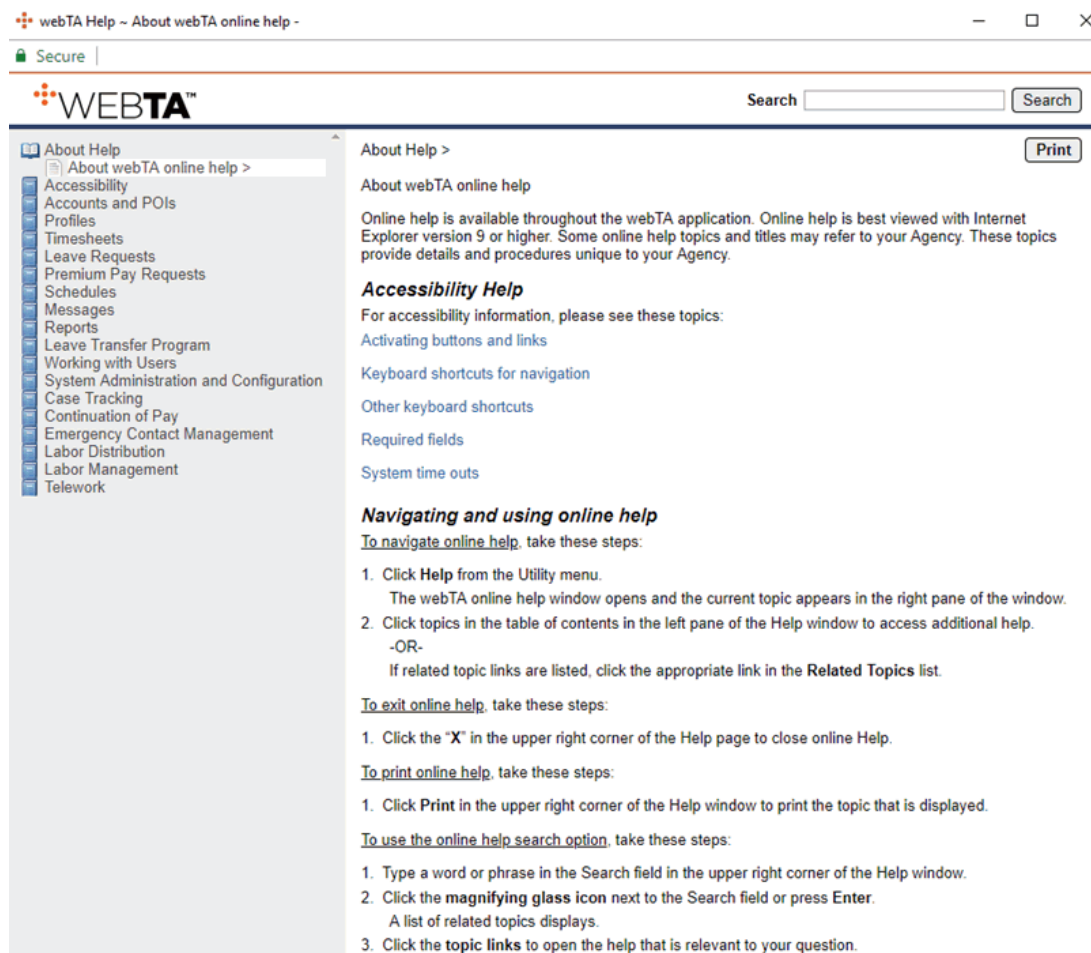 webTA Help ~ About webTA online help -
Secure
WEBTA™
Search
Search
About Help
About webTA online help >
Accessibility
Accounts and POIs
Profiles
Timesheets
Leave Requests
Premium Pay Requests
Schedules
Messages
Reports
Leave Transfer Program
Working with Users
System Administration and Configuration
Case Tracking
Continuation of Pay
Emergency Contact Management
Labor Distribution
Labor Management
Telework
About Help >
Print
About webTA online help
Online help is available throughout the webTA application. Online help is best viewed with Internet
Explorer version 9 or higher. Some online help topics and titles may refer to your Agency. These topics
provide details and procedures unique to your Agency.
Accessibility Help
For accessibility information, please see these topics:
Activating buttons and links
Keyboard shortcuts for navigation
Other keyboard shortcuts
Required fields
System time outs
Navigating and using online help
To navigate online help, take these steps:
1. Click Help from the Utility menu.
The webTA online help window opens and the current topic appears in the right pane of the window.
2. Click topics in the table of contents in the left pane of the Help window to access additional help.
-OR-
If related topic links are listed, click the appropriate link in the Related Topics list.
To exit online help, take these steps:
1. Click the “X” in the upper right corner of the Help page to close online Help.
To print online help, take these steps:
1. Click Print in the upper right corner of the Help window to print the topic that is displayed.
To use the online help search option, take these steps:
1. Type a word or phrase in the Search field in the upper right corner of the Help window.
2. Click the magnifying glass icon next to the Search field or press Enter.
A list of related topics displays.
3. Click the topic links to open the help that is relevant to your question.